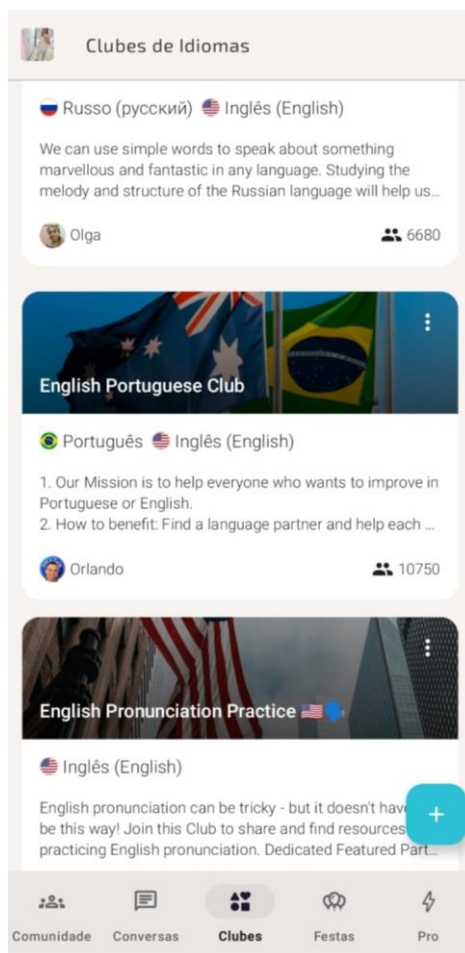 Clubes de Idiomas
Russo (русский) Inglês (English)
We can use simple words to speak about something
marvellous and fantastic in any language. Studying the
melody and structure of the Russian language will help us...
Olga
6680
English Portuguese Club
Português Inglês (English)
1. Our Mission is to help everyone who wants to improve in
Portuguese or English.
2. How to benefit: Find a language partner and help each ...
Orlando
10750
English Pronunciation Practice 🇺🇸🗣️
Inglês (English)
English pronunciation can be tricky - but it doesn't have
be this way! Join this Club to share and find resources
practicing English pronunciation. Dedicated Featured Part...
+
Comunidade Conversas Clubes Festas Pro